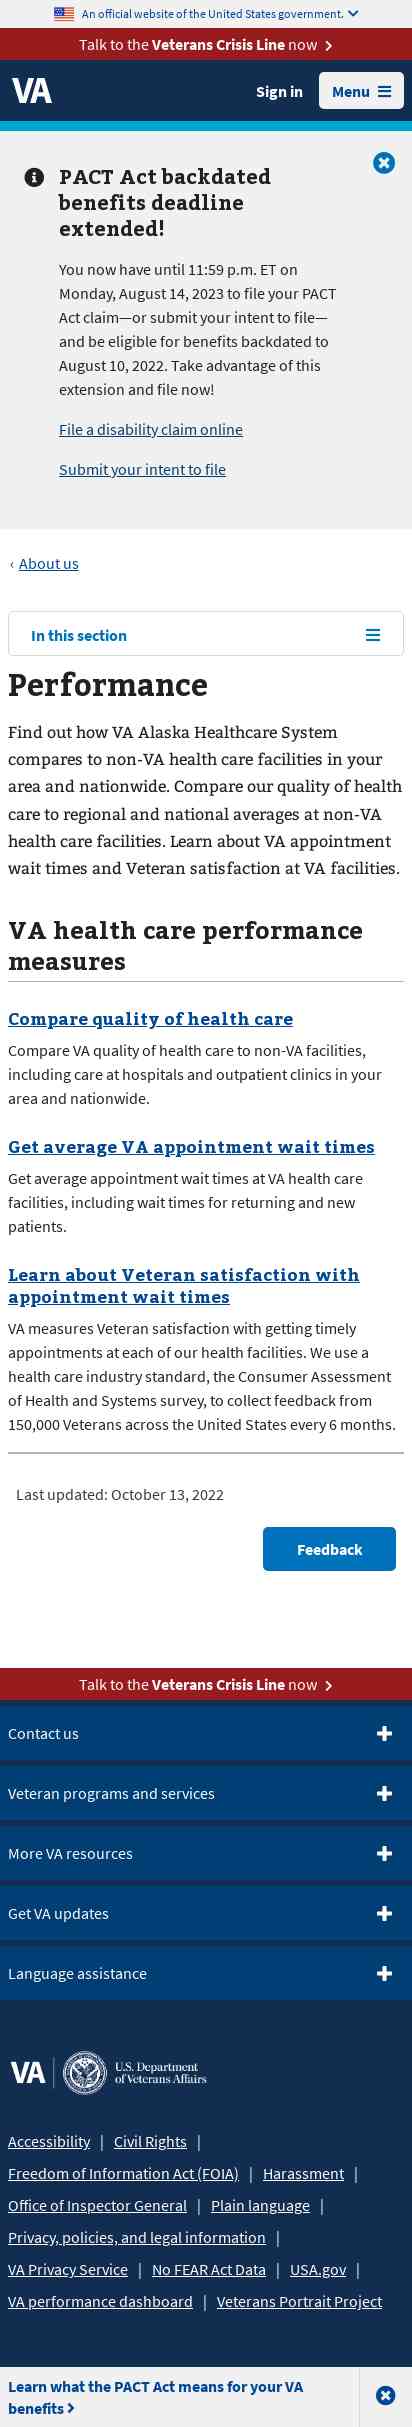 An official website of the United States government.
Talk to the Veterans Crisis Line now
VA
Sign in
Menu
PACT Act backdated
benefits deadline
extended!
You now have until 11:59 p.m. ET on
Monday, August 14, 2023 to file your PACT
Act claim—or submit your intent to file—
and be eligible for benefits backdated to
August 10, 2022. Take advantage of this
extension and file now!
File a disability claim online
Submit your intent to file
‹ About us
In this section
Performance
Find out how VA Alaska Healthcare System
compares to non-VA health care facilities in your
area and nationwide. Compare our quality of health
care to regional and national averages at non-VA
health care facilities. Learn about VA appointment
wait times and Veteran satisfaction at VA facilities.
VA health care performance
measures
Compare quality of health care
Compare VA quality of health care to non-VA facilities,
including care at hospitals and outpatient clinics in your
area and nationwide.
Get average VA appointment wait times
Get average appointment wait times at VA health care
facilities, including wait times for returning and new
patients.
Learn about Veteran satisfaction with
appointment wait times
VA measures Veteran satisfaction with getting timely
appointments at each of our health facilities. We use a
health care industry standard, the Consumer Assessment
of Health and Systems survey, to collect feedback from
150,000 Veterans across the United States every 6 months.
Last updated: October 13, 2022
Feedback
Talk to the Veterans Crisis Line now
Contact us
Veteran programs and services
More VA resources
Get VA updates
Language assistance
VA | U.S. Department
of Veterans Affairs
Accessibility | Civil Rights |
Freedom of Information Act (FOIA) | Harassment |
Office of Inspector General | Plain language |
Privacy, policies, and legal information |
VA Privacy Service | No FEAR Act Data | USA.gov |
VA performance dashboard | Veterans Portrait Project
Learn what the PACT Act means for your VA
benefits